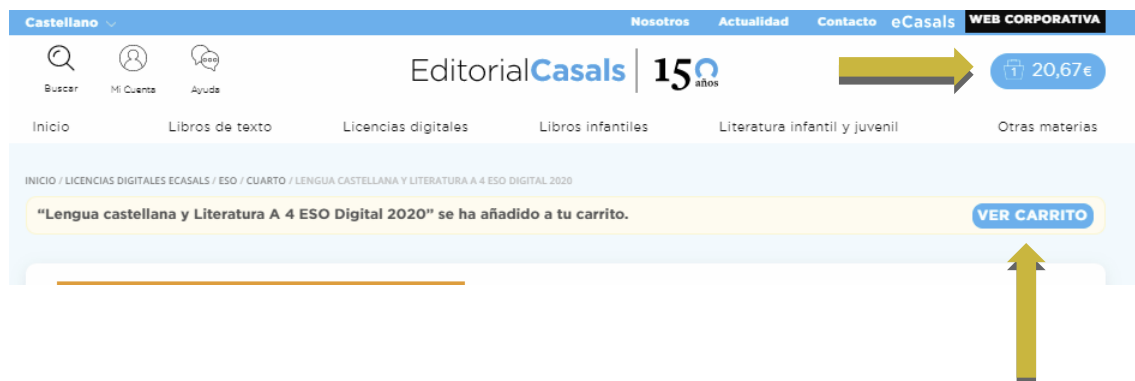 Castellano
Nosotros Actualidad Contacto eCasals WEB CORPORATIVA
Buscar Mi Cuenta Ayuda
EditorialCasals 150 años
1 20,67€
Inicio Libros de texto Licencias digitales Libros infantiles Literatura infantil y juvenil Otras materias
INICIO / LICENCIAS DIGITALES ECASALS / ESO / CUARTO / LENGUA CASTELLANA Y LITERATURA A 4 ESO DIGITAL 2020
“Lengua castellana y Literatura A 4 ESO Digital 2020” se ha añadido a tu carrito. VER CARRITO